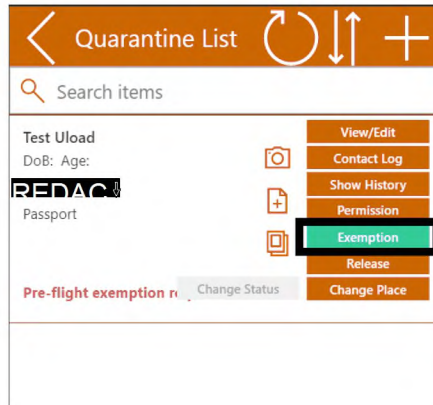 Quarantine List
Search items
Test Uload
DoB: Age:
Passport
Pre-flight exemption
Change Status
View/Edit
Contact Log
Show History
Permission
Exemption
Release
Change Place